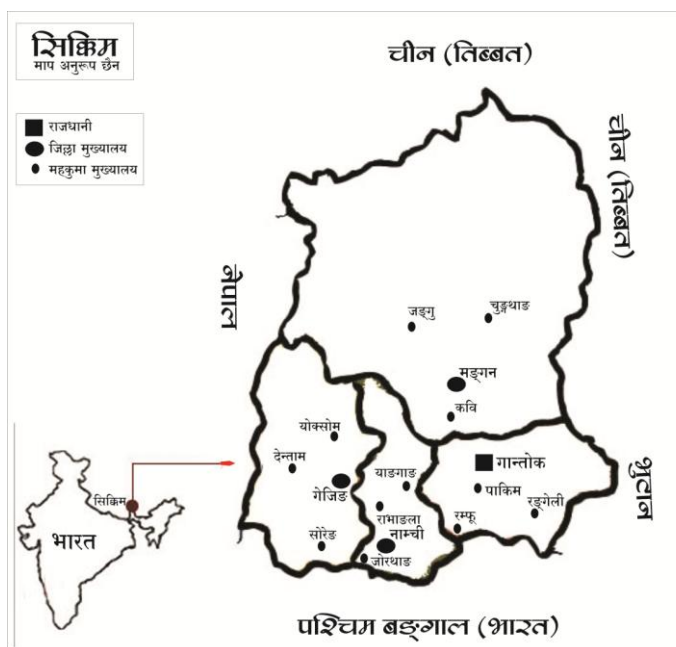 सिक्किम
माप अनुरूप छैन
राजधानी
जिल्ला मुख्यालय
महकुमा मुख्यालय
चीन (तिब्बत)
चीन (तिब्बत)
नेपाल
जङ्गु
चुङ्थाङ
मङ्गन
कवि
योक्सोम
देन्ताम
गेजिङ
याङगाङ
गान्तोक
पाकिम
रङ्गेली
भुटान
राभाङला
रम्फू
नाम्ची
सोरेङ
जोरथाङ
सिक्किम
भारत
पश्चिम बङ्गाल (भारत)